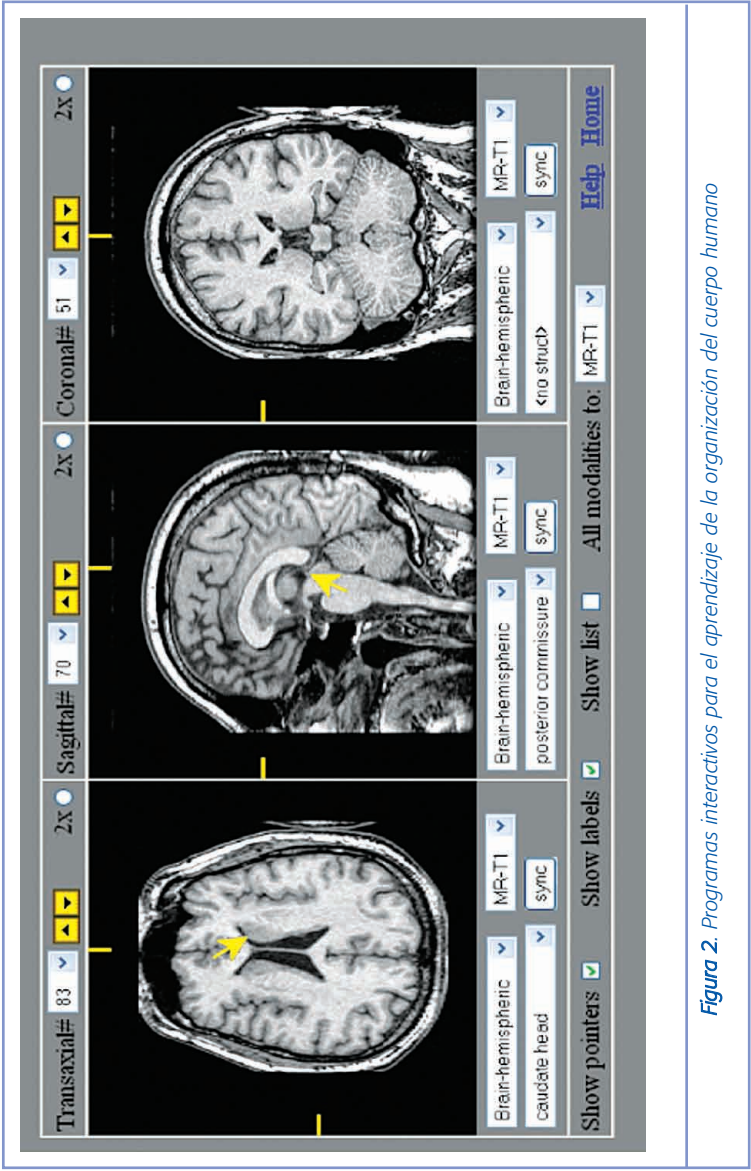 Transaxial# 83 2x Sagittal# 70 2x Coronal# 51 2x
Brain-hemispheric MR-T1 Brain-hemispheric MR-T1 Brain-hemispheric MR-T1
caudate head sync posterior commissure sync <no struct> sync
Show pointers Show labels Show list All modalities to: MR-T1 Help Home
Figura 2. Programas interactivos para el aprendizaje de la organización del cuerpo humano